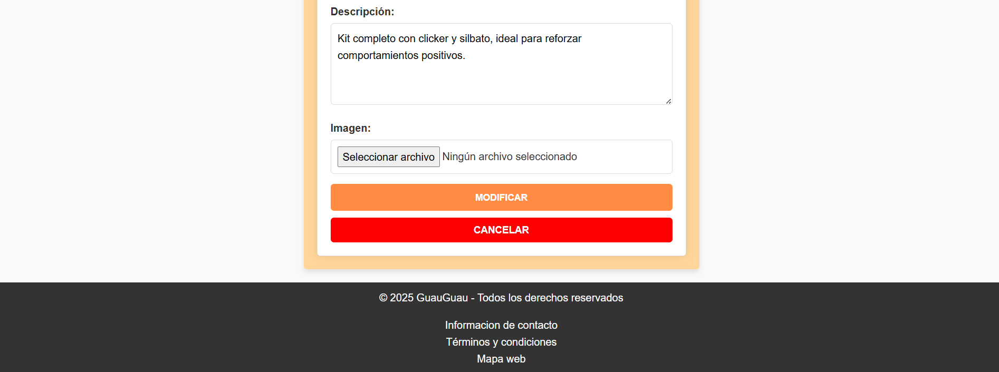 Descripción:
Kit completo con clicker y silbato, ideal para reforzar
comportamientos positivos.
Imagen:
Seleccionar archivo Ningún archivo seleccionado
MODIFICAR
CANCELAR
© 2025 GuauGuau - Todos los derechos reservados
Informacion de contacto
Términos y condiciones
Mapa web